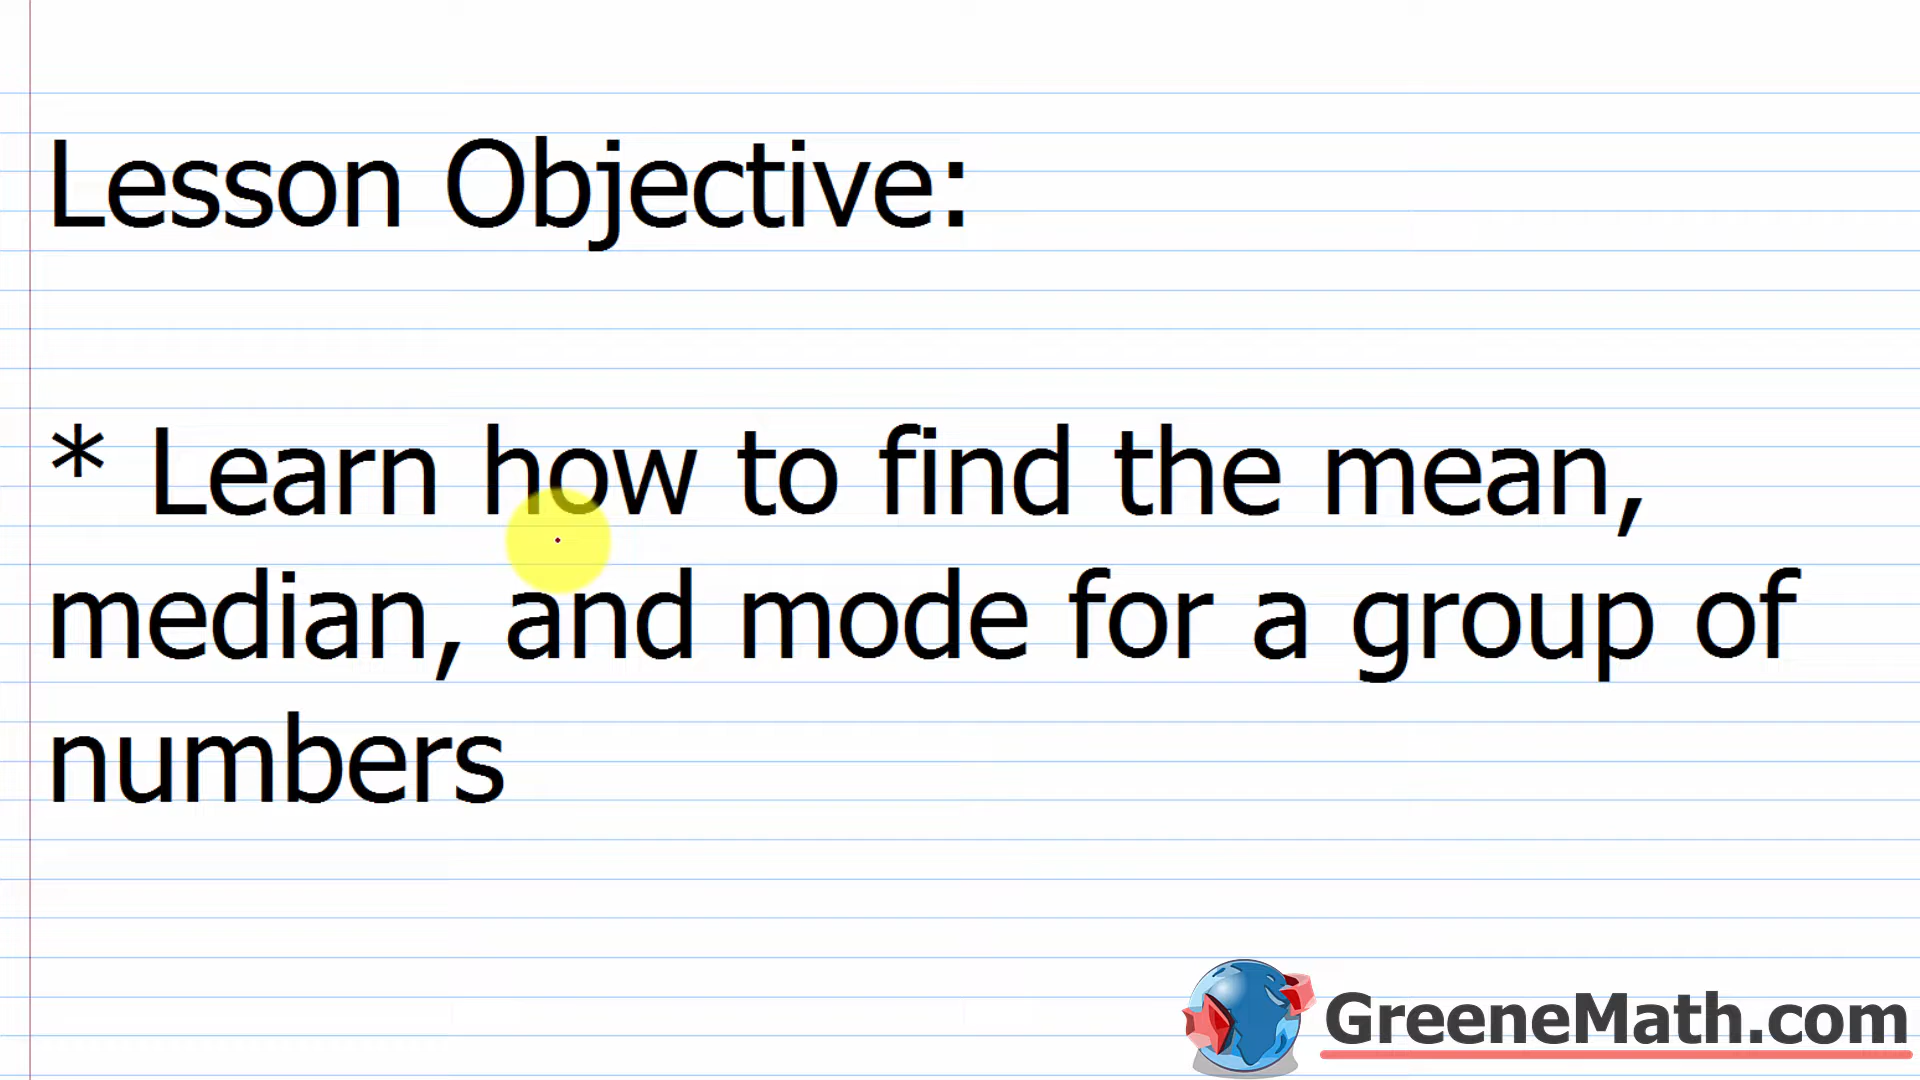 Lesson Objective:
* Learn how to find the mean,
median, and mode for a group of
numbers
GreeneMath.com